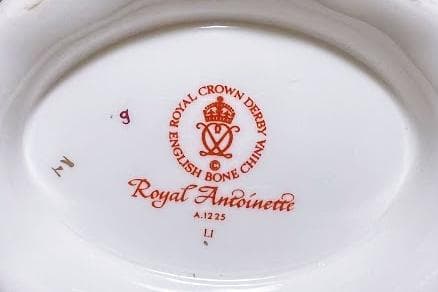 ROYAL CROWN DERBY
ENGLISH BONE CHINA
©
Royal Antoinette
A.1225
LI